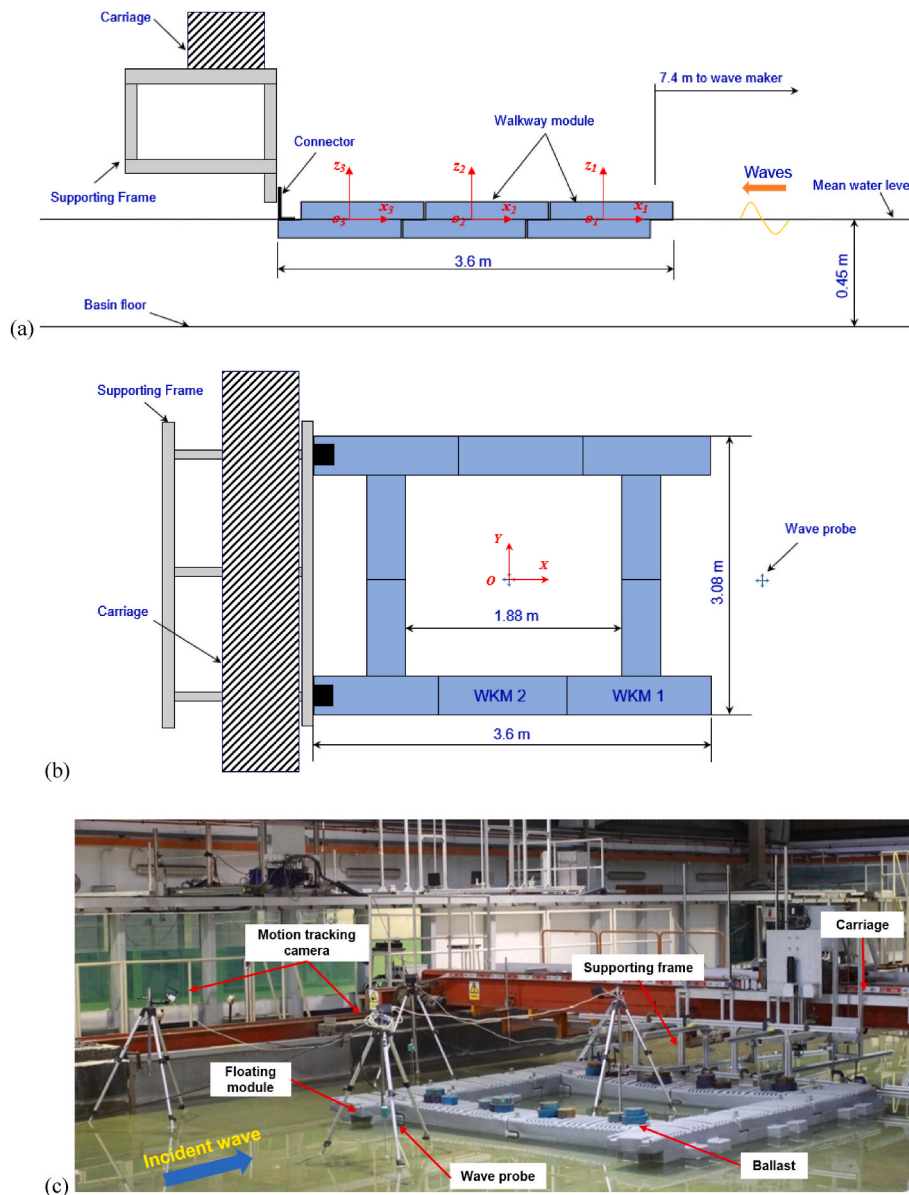 Carriage
7.4 m to wave maker
Connector
Walkway module
z3 z2 z1
Waves
Supporting Frame
Mean water leve
x3 x2 x1
o3 o2 o1
3.6 m
0.45 m
Basin floor
(a)
Supporting Frame
Wave probe
Y
O X
3.08 m
1.88 m
Carriage
WKM 2 WKM 1
3.6 m
(b)
Carriage
Motion tracking
camera
Supporting frame
Floating
module
Incident wave
Wave probe
Ballast
(c)